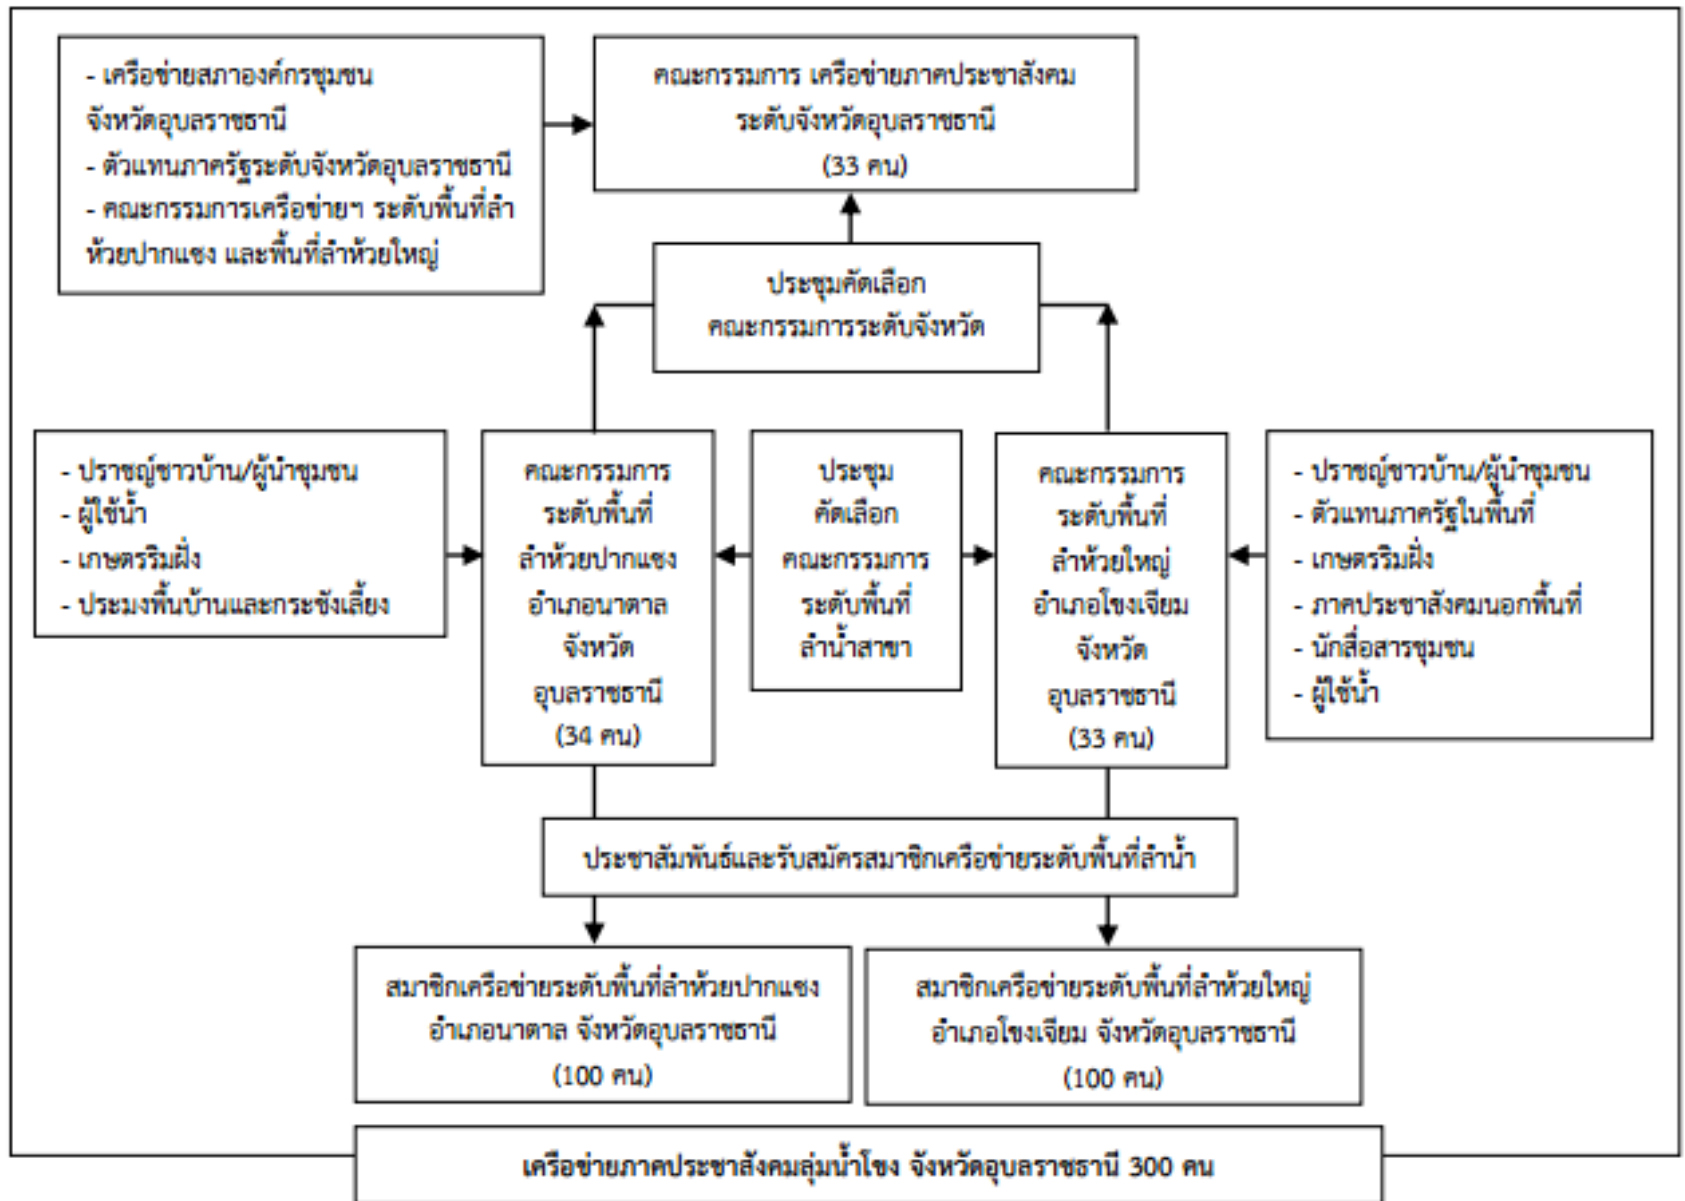 - เครือข่ายสภาองค์กรชุมชน
จังหวัดอุบลราชธานี
- ตัวแทนภาครัฐระดับจังหวัดอุบลราชธานี
- คณะกรรมการเครือข่ายฯ ระดับพื้นที่ลำ
ห้วยปากแซง และพื้นที่ลำห้วยใหญ่
คณะกรรมการ เครือข่ายภาคประชาสังคม
ระดับจังหวัดอุบลราชธานี
(33 คน)
ประชุมคัดเลือก
คณะกรรมการระดับจังหวัด
- ปราชญ์ชาวบ้าน/ผู้นำชุมชน
- ผู้ใช้น้ำ
- เกษตรริมฝั่ง
- ประมงพื้นบ้านและกระชังเลี้ยง
คณะกรรมการ
ระดับพื้นที่
ลำห้วยปากแซง
อำเภอนาตาล
จังหวัด
อุบลราชธานี
(34 คน)
ประชุม
คัดเลือก
คณะกรรมการ
ระดับพื้นที่
ลำน้ำสาขา
คณะกรรมการ
ระดับพื้นที่
ลำห้วยใหญ่
อำเภอโขงเจียม
จังหวัด
อุบลราชธานี
(33 คน)
- ปราชญ์ชาวบ้าน/ผู้นำชุมชน
- ตัวแทนภาครัฐในพื้นที่
- เกษตรริมฝั่ง
- ภาคประชาสังคมนอกพื้นที่
- นักสื่อสารชุมชน
- ผู้ใช้น้ำ
ประชาสัมพันธ์และรับสมัครสมาชิกเครือข่ายระดับพื้นที่ลำน้ำ
สมาชิกเครือข่ายระดับพื้นที่ลำห้วยปากแซง
อำเภอนาตาล จังหวัดอุบลราชธานี
(100 คน)
สมาชิกเครือข่ายระดับพื้นที่ลำห้วยใหญ่
อำเภอโขงเจียม จังหวัดอุบลราชธานี
(100 คน)
เครือข่ายภาคประชาสังคมลุ่มน้ำโขง จังหวัดอุบลราชธานี 300 คน